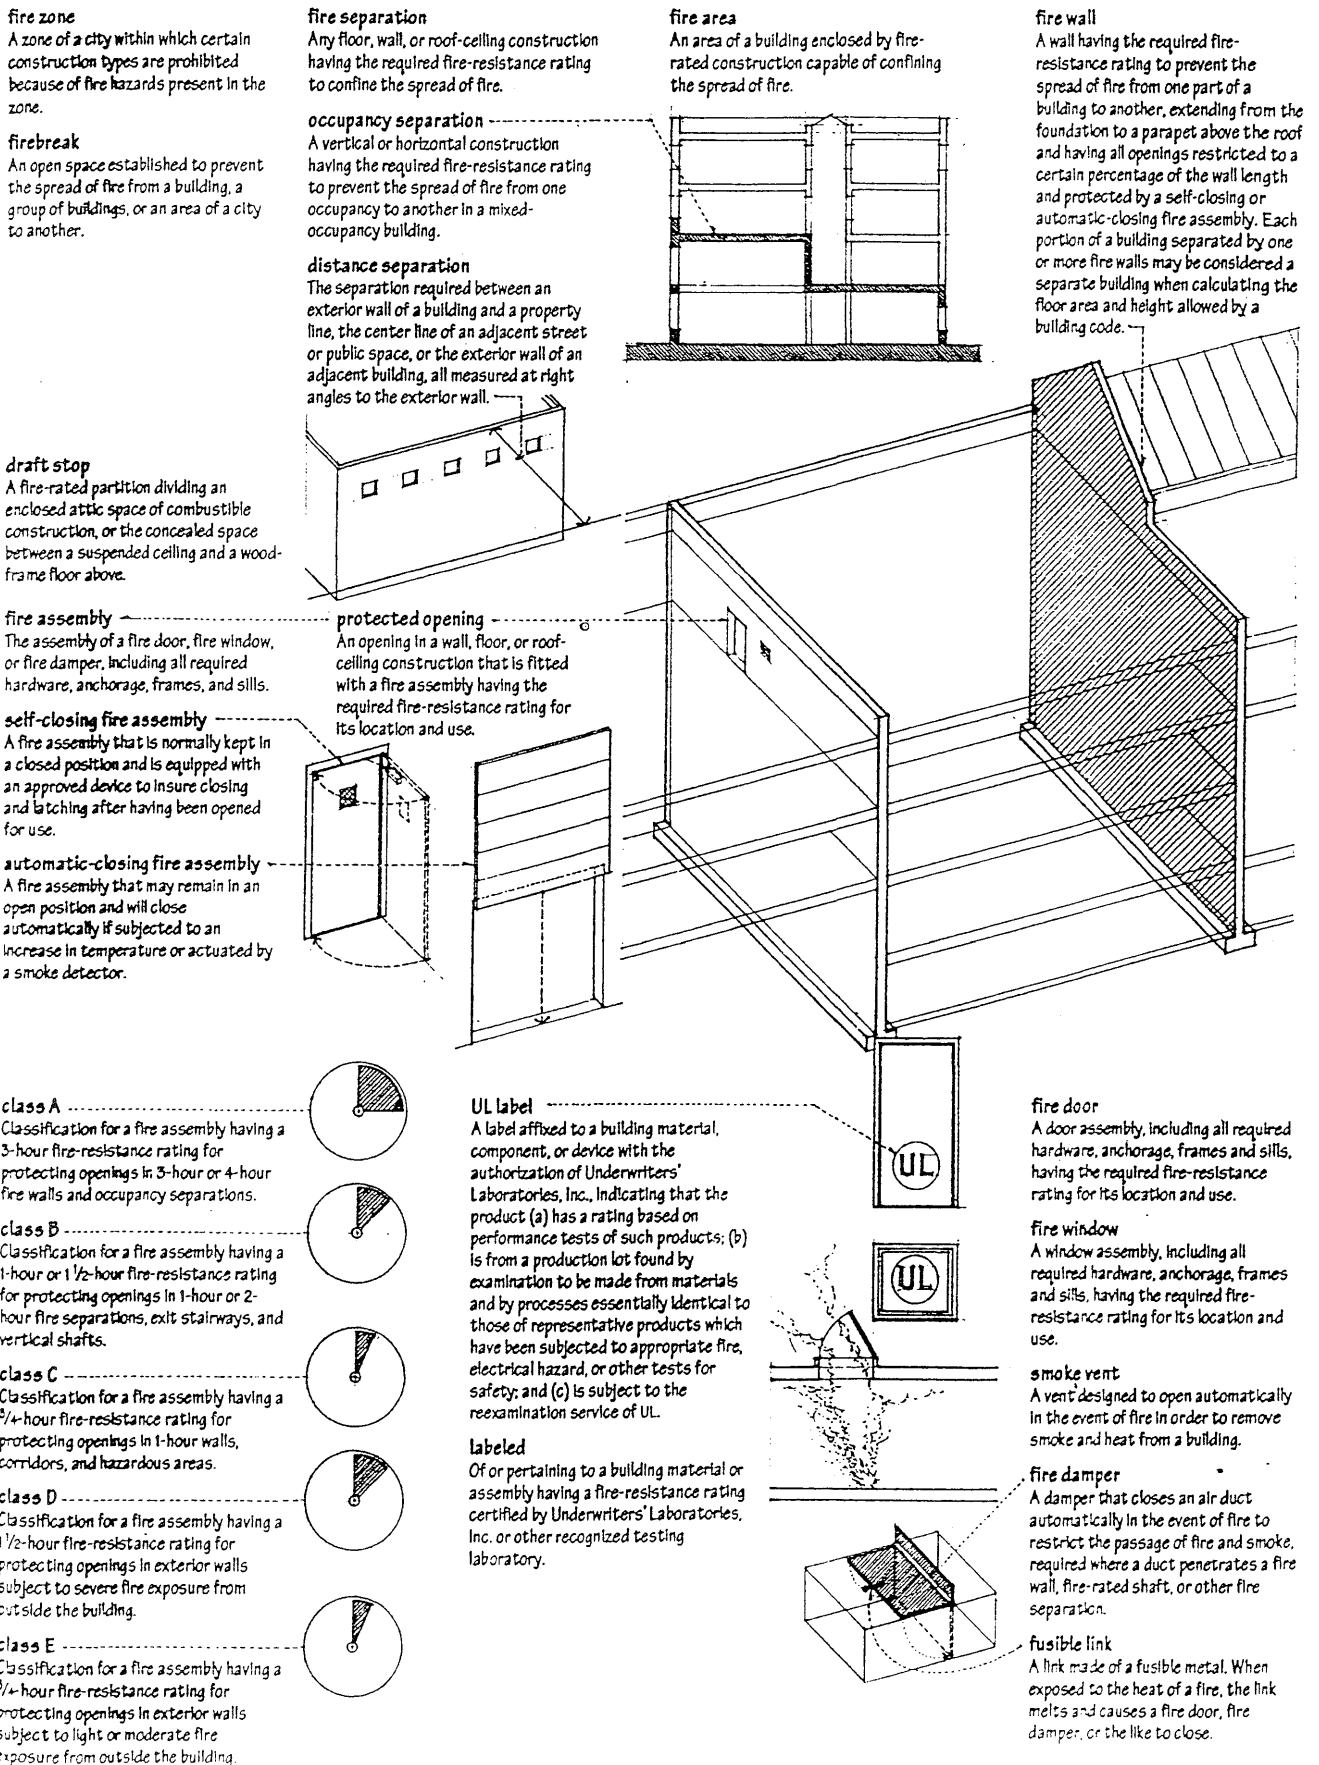 fire zone
A zone of a city within which certain
construction types are prohibited
because of fire hazards present in the
zone.
firebreak
An open space established to prevent
the spread of fire from a building, a
group of buildings, or an area of a city
to another.
draft stop
A fire-rated partition dividing an
enclosed attic space of combustible
construction, or the concealed space
between a suspended ceiling and a wood-
frame floor above.
fire assembly
The assembly of a fire door, fire window,
or fire damper, including all required
hardware, anchorage, frames, and sills.
self-closing fire assembly
A fire assembly that is normally kept in
a closed position and is equipped with
an approved device to insure closing
and latching after having been opened
for use.
automatic-closing fire assembly
A fire assembly that may remain in an
open position and will close
automatically if subjected to an
increase in temperature or actuated by
a smoke detector.
fire separation
Any floor, wall, or roof-ceiling construction
having the required fire-resistance rating
to confine the spread of fire.
occupancy separation
A vertical or horizontal construction
having the required fire-resistance rating
to prevent the spread of fire from one
occupancy to another in a mixed-
occupancy building.
distance separation
The separation required between an
exterior wall of a building and a property
line, the center line of an adjacent street
or public space, or the exterior wall of an
adjacent building, all measured at right
angles to the exterior wall.
protected opening
An opening in a wall, floor, or roof-
ceiling construction that is fitted
with a fire assembly having the
required fire-resistance rating for
its location and use.
fire area
An area of a building enclosed by fire-
rated construction capable of confining
the spread of fire.
fire wall
A wall having the required fire-
resistance rating to prevent the
spread of fire from one part of a
building to another, extending from the
foundation to a parapet above the roof
and having all openings restricted to a
certain percentage of the wall length
and protected by a self-closing or
automatic-closing fire assembly. Each
portion of a building separated by one
or more fire walls may be considered a
separate building when calculating the
floor area and height allowed by a
building code.
class A
Classification for a fire assembly having a
3-hour fire-resistance rating for
protecting openings in 3-hour or 4-hour
fire walls and occupancy separations.
class B
Classification for a fire assembly having a
1-hour or 1 1/2-hour fire-resistance rating
for protecting openings in 1-hour or 2-
hour fire separations, exit stairways, and
vertical shafts.
class C
Classification for a fire assembly having a
3/4-hour fire-resistance rating for
protecting openings in 1-hour walls,
corridors, and hazardous areas.
class D
Classification for a fire assembly having a
1 1/2-hour fire-resistance rating for
protecting openings in exterior walls
subject to severe fire exposure from
outside the building.
class E
Classification for a fire assembly having a
3/4-hour fire-resistance rating for
protecting openings in exterior walls
subject to light or moderate fire
exposure from outside the building.
UL label
A label affixed to a building material,
component, or device with the
authorization of Underwriters'
Laboratories, Inc., indicating that the
product (a) has a rating based on
performance tests of such products; (b)
is from a production lot found by
examination to be made from materials
and by processes essentially identical to
those of representative products which
have been subjected to appropriate fire,
electrical hazard, or other tests for
safety; and (c) is subject to the
reexamination service of UL.
labeled
Of or pertaining to a building material or
assembly having a fire-resistance rating
certified by Underwriters' Laboratories,
Inc. or other recognized testing
laboratory.
UL
UL
fire door
A door assembly, including all required
hardware, anchorage, frames and sills,
having the required fire-resistance
rating for its location and use.
fire window
A window assembly, including all
required hardware, anchorage, frames
and sills, having the required fire-
resistance rating for its location and
use.
smoke vent
A vent designed to open automatically
in the event of fire in order to remove
smoke and heat from a building.
fire damper
A damper that closes an air duct
automatically in the event of fire to
restrict the passage of fire and smoke,
required where a duct penetrates a fire
wall, fire-rated shaft, or other fire
separation.
fusible link
A link made of a fusible metal. When
exposed to the heat of a fire, the link
melts and causes a fire door, fire
damper, or the like to close.